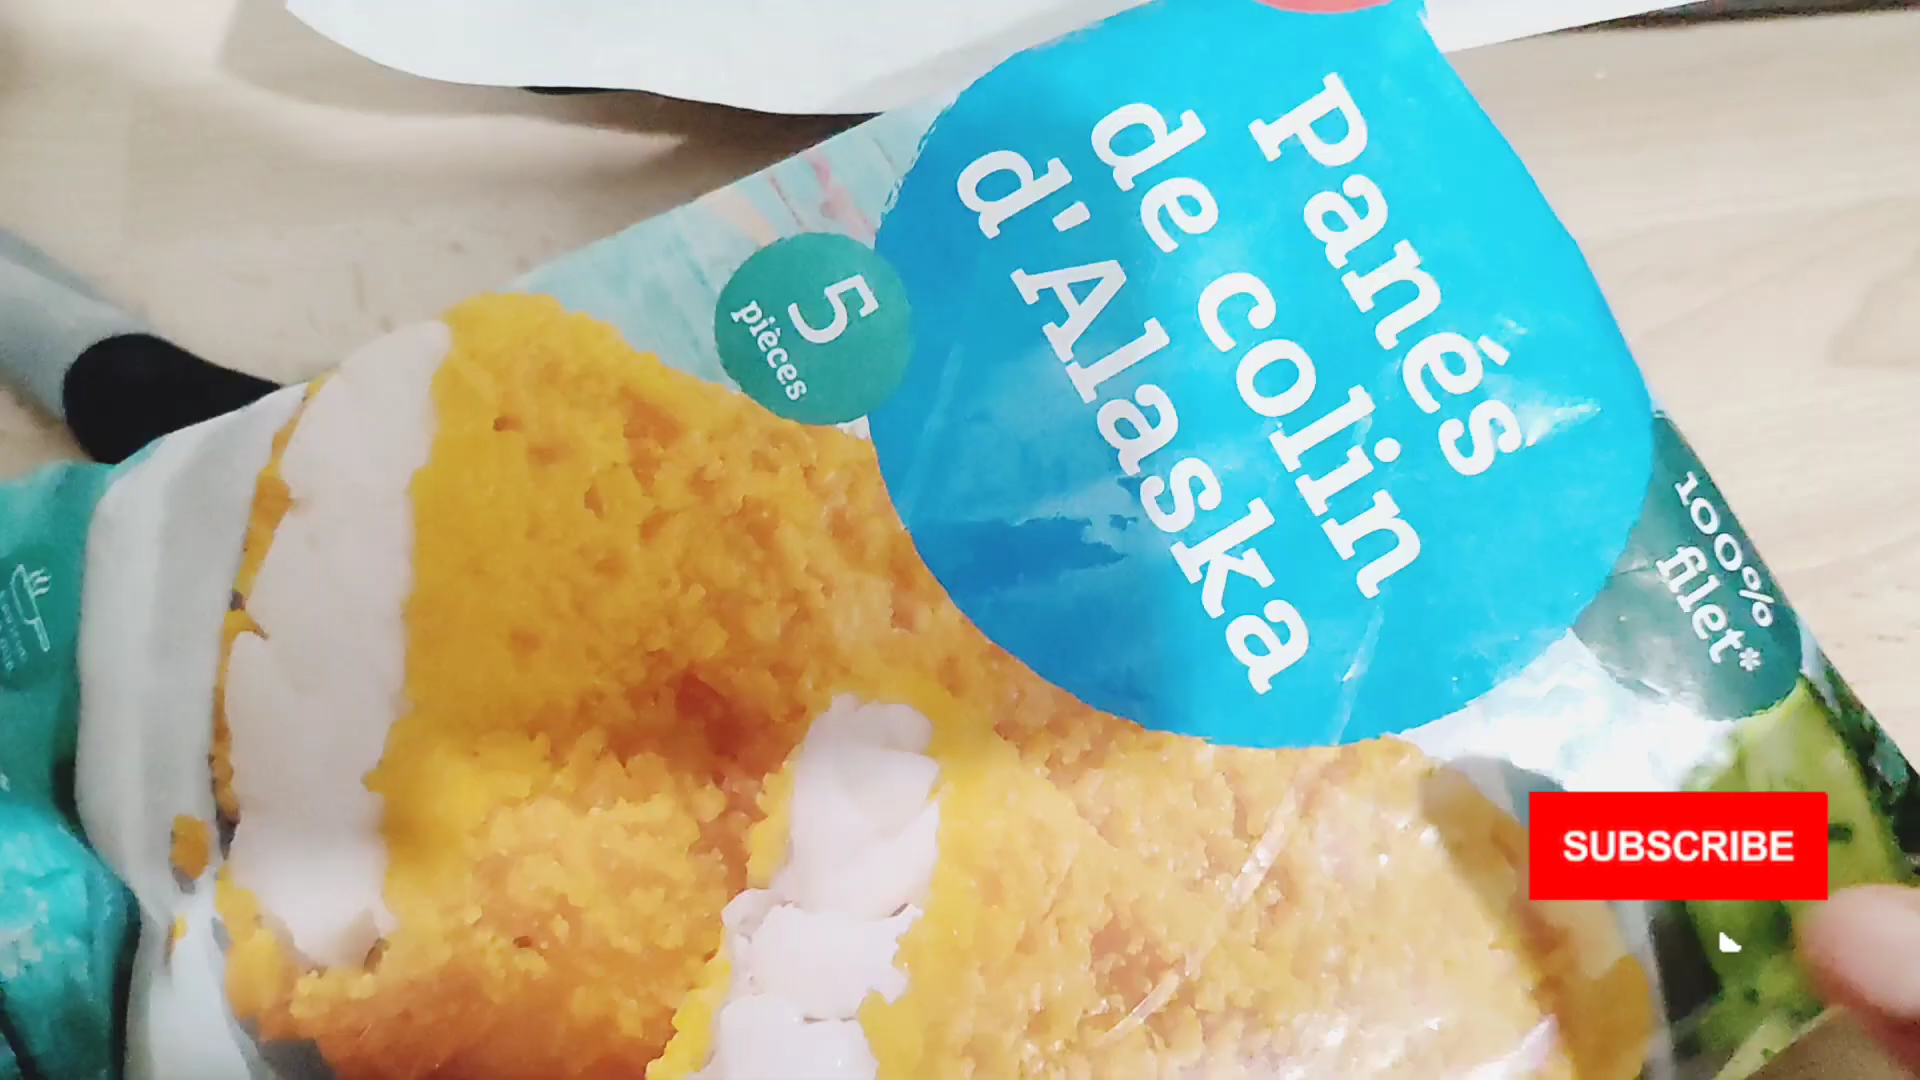 Panés
de colin
d'Alaska
5
pièces
100%
filet*
SUBSCRIBE